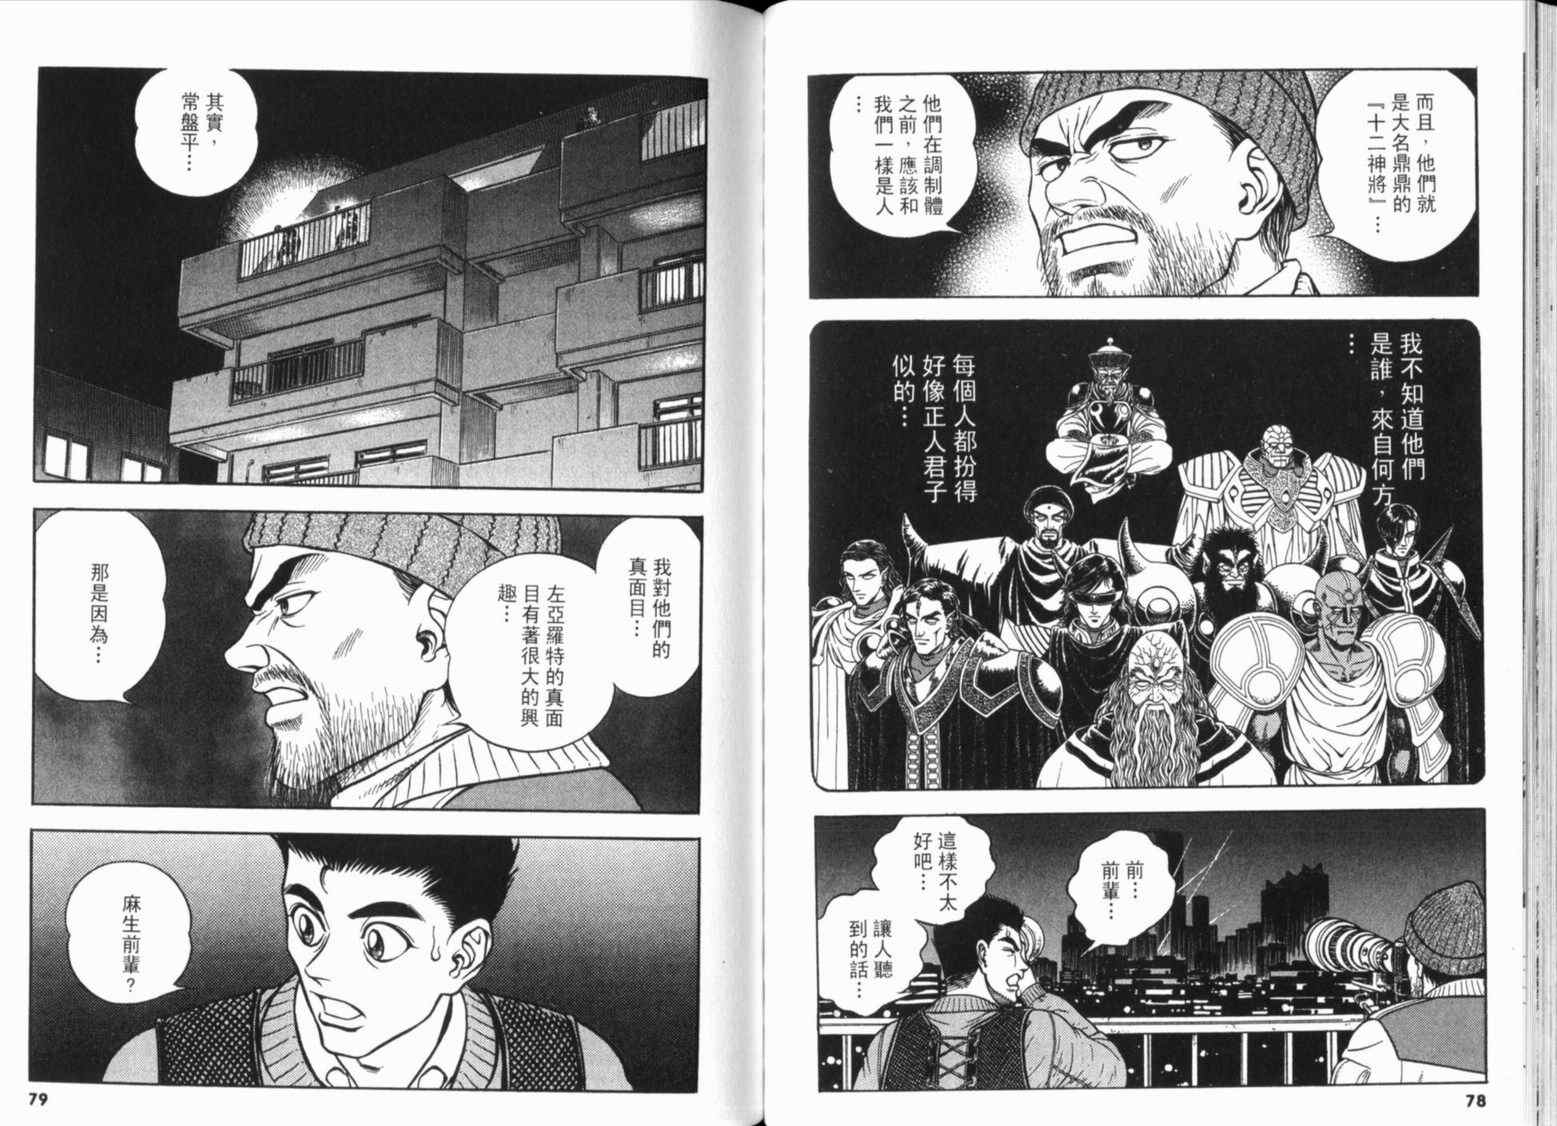 而且，他們就
是大名鼎鼎的
『十二神將』…
他們在調制體
之前，應該和
我們一樣是人
…
我不知道他們
是誰，來自何方
…
每個人都扮得
好像正人君子
似的…
前…
前輩…
這樣不太
好吧…
讓人聽
到的話…
78
其實，
常盤平…
我對他們的
真面目…
左亞羅特的真面
目有著很大的興
趣…
那是因為…
麻生前輩？
79